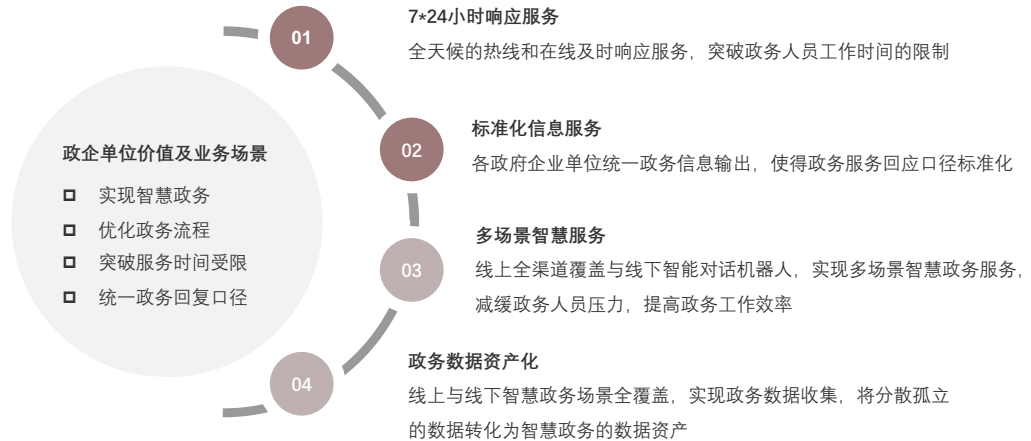 01
7*24小时响应服务
全天候的热线和在线及时响应服务，突破政务人员工作时间的限制
02
标准化信息服务
各政府企业单位统一政务信息输出，使得政务服务回应口径标准化
政企单位价值及业务场景
实现智慧政务
优化政务流程
突破服务时间受限
统一政务回复口径
03
多场景智慧服务
线上全渠道覆盖与线下智能对话机器人，实现多场景智慧政务服务，
减缓政务人员压力，提高政务工作效率
04
政务数据资产化
线上与线下智慧政务场景全覆盖，实现政务数据收集，将分散孤立
的数据转化为智慧政务的数据资产